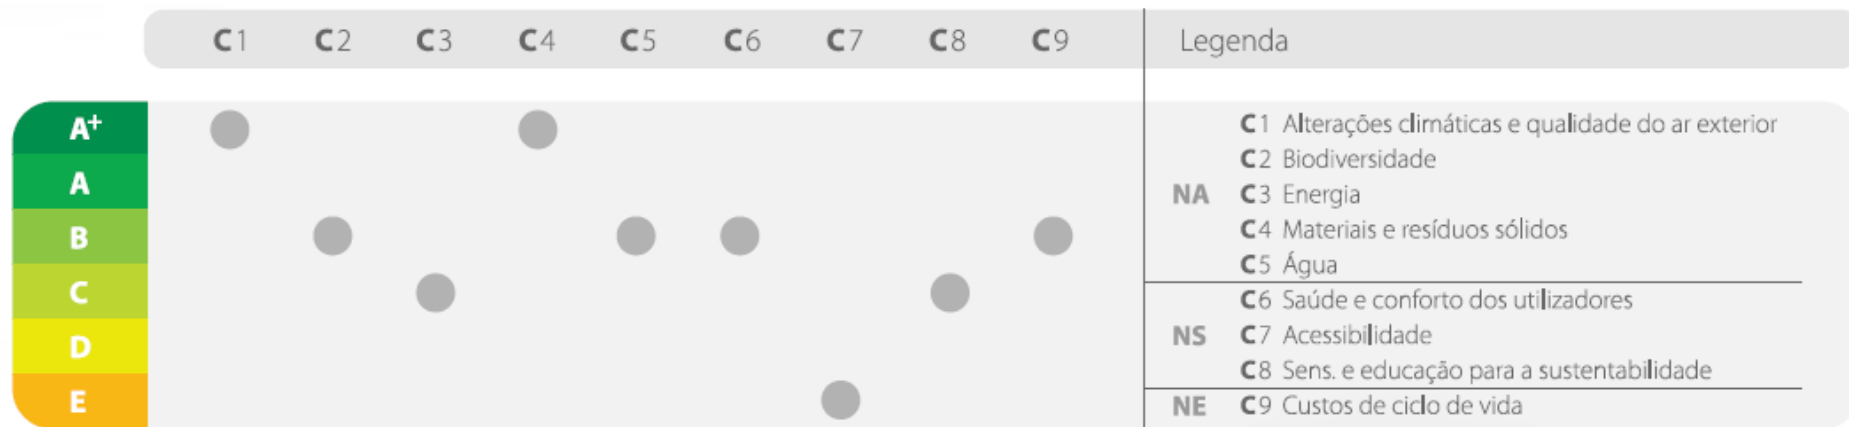 C1 C2 C3 C4 C5 C6 C7 C8 C9 Legenda
A+
A
B
C
D
E
C1 Alterações climáticas e qualidade do ar exterior
C2 Biodiversidade
NA C3 Energia
C4 Materiais e resíduos sólidos
C5 Água
C6 Saúde e conforto dos utilizadores
NS C7 Acessibilidade
C8 Sens. e educação para a sustentabilidade
NE C9 Custos de ciclo de vida